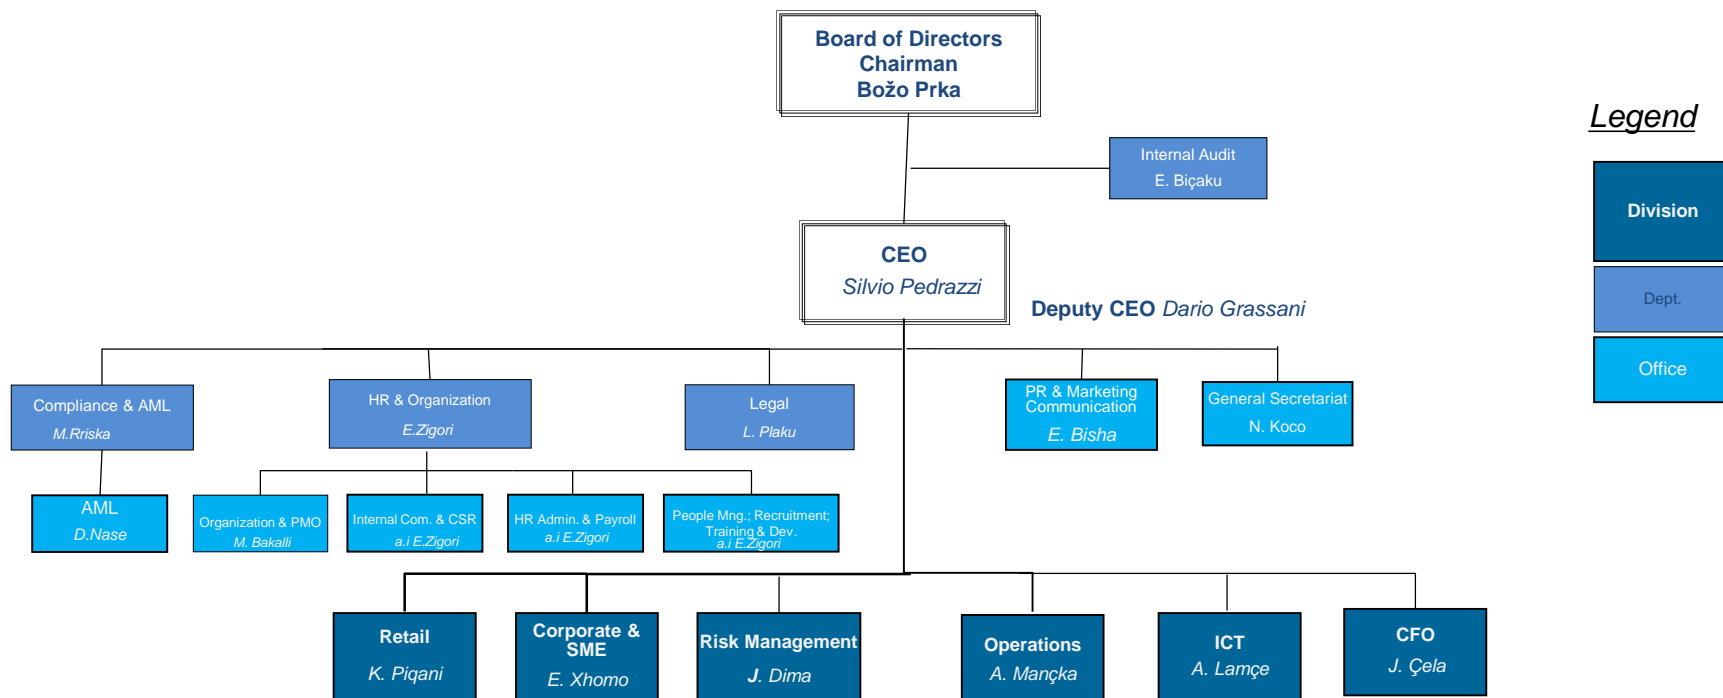 Board of Directors
Chairman
Božo Prka
Legend
Internal Audit
E. Biçaku
Division
CEO
Silvio Pedrazzi
Deputy CEO Dario Grassani
Dept.
Office
Compliance & AML
M.Rriska
HR & Organization
E.Zigori
Legal
L. Plaku
PR & Marketing
Communication
E. Bisha
General Secretariat
N. Koco
AML
D.Nase
Organization & PMO
M. Bakalli
Internal Com. & CSR
a.i E.Zigori
HR Admin. & Payroll
a.i E.Zigori
People Mng.; Recruitment;
Training & Dev.
a.i E.Zigori
Retail
K. Piqani
Corporate &
SME
E. Xhomo
Risk Management
J. Dima
Operations
A. Mançka
ICT
A. Lamçe
CFO
J. Çela